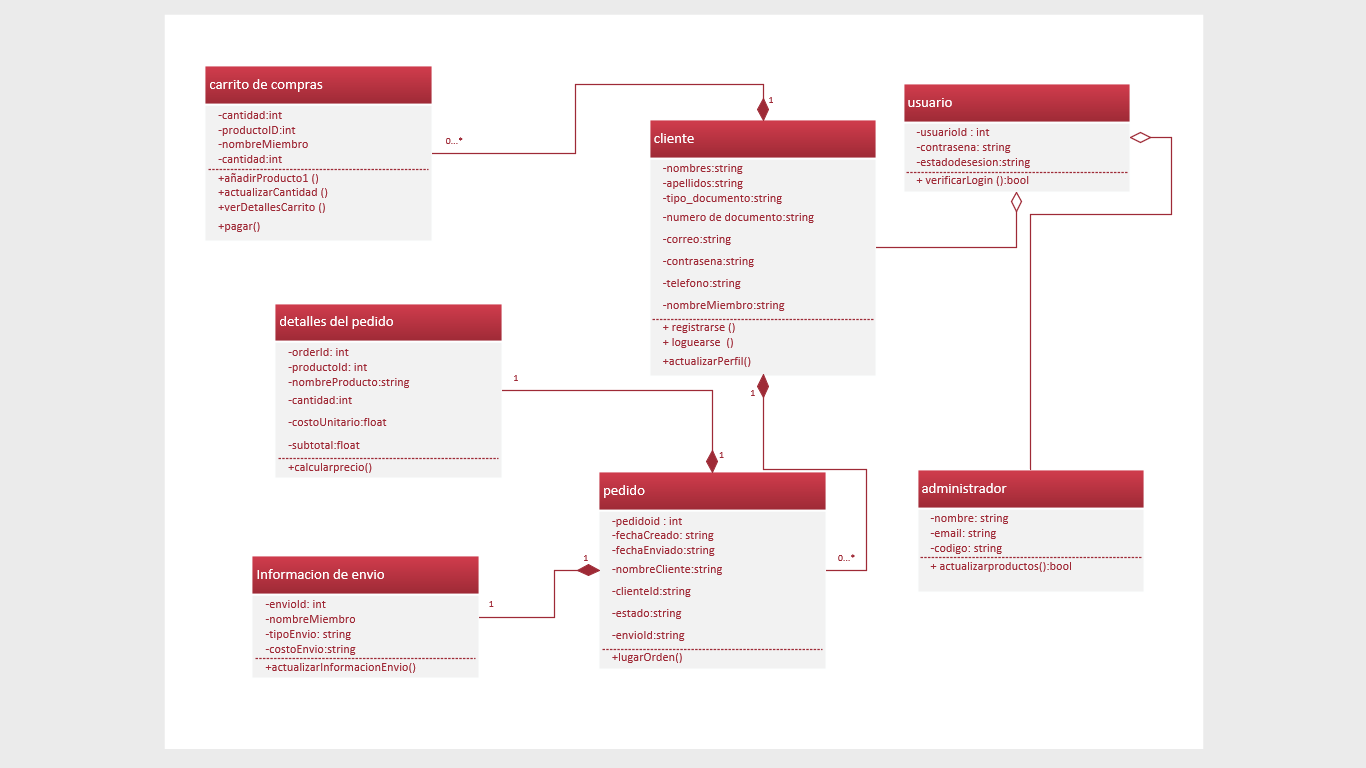 carrito de compras
-cantidad:int
-productoID:int
-nombreMiembro
-cantidad:int
+añadirProducto1 ()
+actualizarCantidad ()
+verDetallesCarrito ()
+pagar()
0...*
1
cliente
-nombres:string
-apellidos:string
-tipo_documento:string
-numero de documento:string
-correo:string
-contrasena:string
-telefono:string
-nombreMiembro:string
+ registrarse ()
+ loguearse  ()
+actualizarPerfil()
1
usuario
-usuarioId : int
-contrasena: string
-estadodesesion:string
+ verificarLogin ():bool
detalles del pedido
-orderId: int
-productoId: int
-nombreProducto:string
-cantidad:int
-costoUnitario:float
-subtotal:float
+calcularprecio()
1
1
pedido
-pedidoid : int
-fechaCreado: string
-fechaEnviado:string
-nombreCliente:string
-clienteId:string
-estado:string
-envioId:string
+lugarOrden()
0...*
1
1
Informacion de envio
-envioId: int
-nombreMiembro
-tipoEnvio: string
-costoEnvio:string
+actualizarInformacionEnvio()
administrador
-nombre: string
-email: string
-codigo: string
+ actualizarproductos():bool